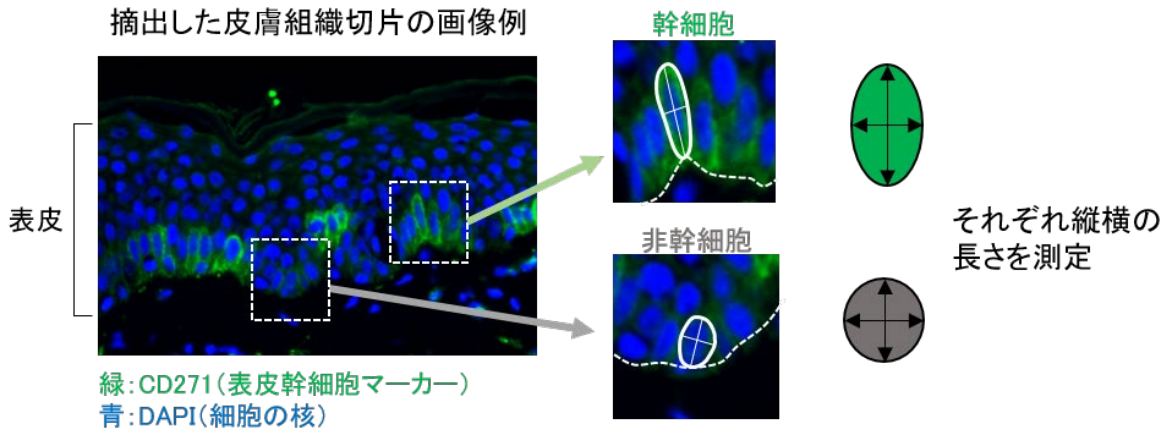 摘出した皮膚組織切片の画像例
幹細胞
表皮
非幹細胞
それぞれ縦横の
長さを測定
緑:CD271(表皮幹細胞マーカー)
青:DAPI(細胞の核)